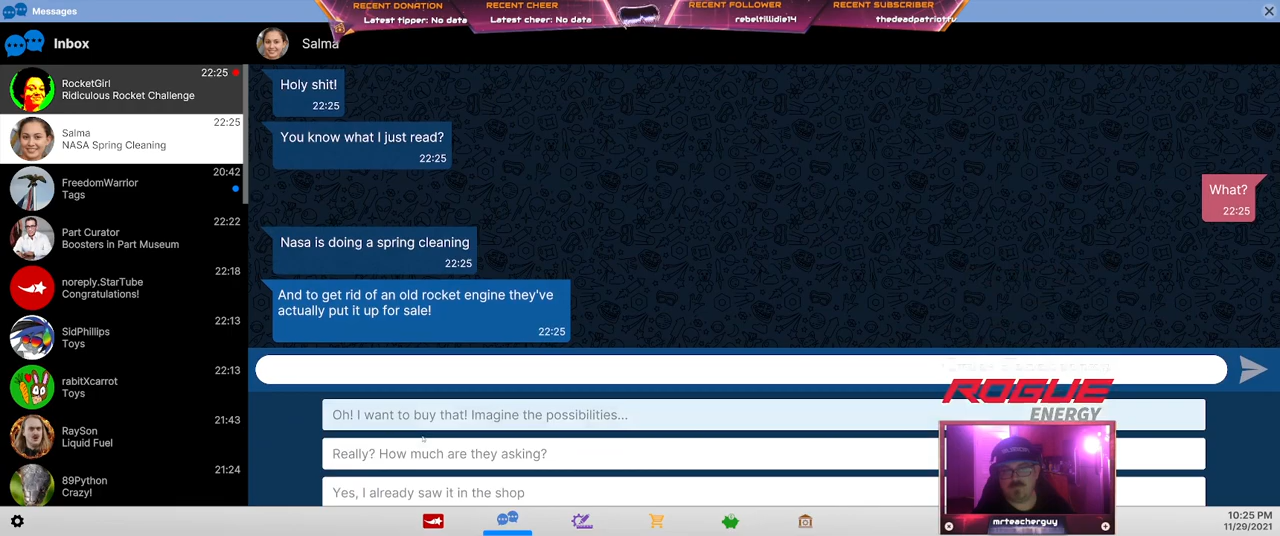 Messages
RECENT DONATION
Latest tipper: No data
RECENT CHEER
Latest cheer: No data
RECENT FOLLOWER
rebeltillidie14
RECENT SUBSCRIBER
thedeadpatriottv
Inbox
Salma
RocketGirl
22:25
Ridiculous Rocket Challenge
Salma
22:25
NASA Spring Cleaning
FreedomWarrior
20:42
Tags
Part Curator
22:22
Boosters in Part Museum
noreply.StarTube
22:18
Congratulations!
SidPhillips
22:13
Toys
rabitXcarrot
22:13
Toys
RaySon
21:43
Liquid Fuel
89Python
21:24
Crazy!
Holy shit!
22:25
You know what I just read?
22:25
What?
22:25
Nasa is doing a spring cleaning
22:25
And to get rid of an old rocket engine they've
actually put it up for sale!
22:25
Oh! I want to buy that! Imagine the possibilities...
Really? How much are they asking?
Yes, I already saw it in the shop
ROGUE
ENERGY
mrteacherguy
10:25 PM
11/29/2021